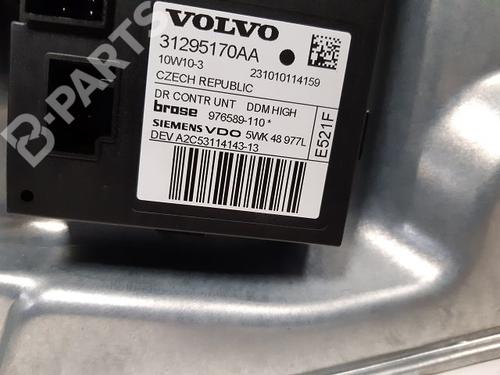 VOLVO
31295170AA
10W10-3 231010114159
CZECH REPUBLIC
DR CONTR UNT DDM HIGH
brose 976589-110*
SIEMENS VDO 5WK 48 977L
DEV A2C53114143-13
E521F
B-PARTS